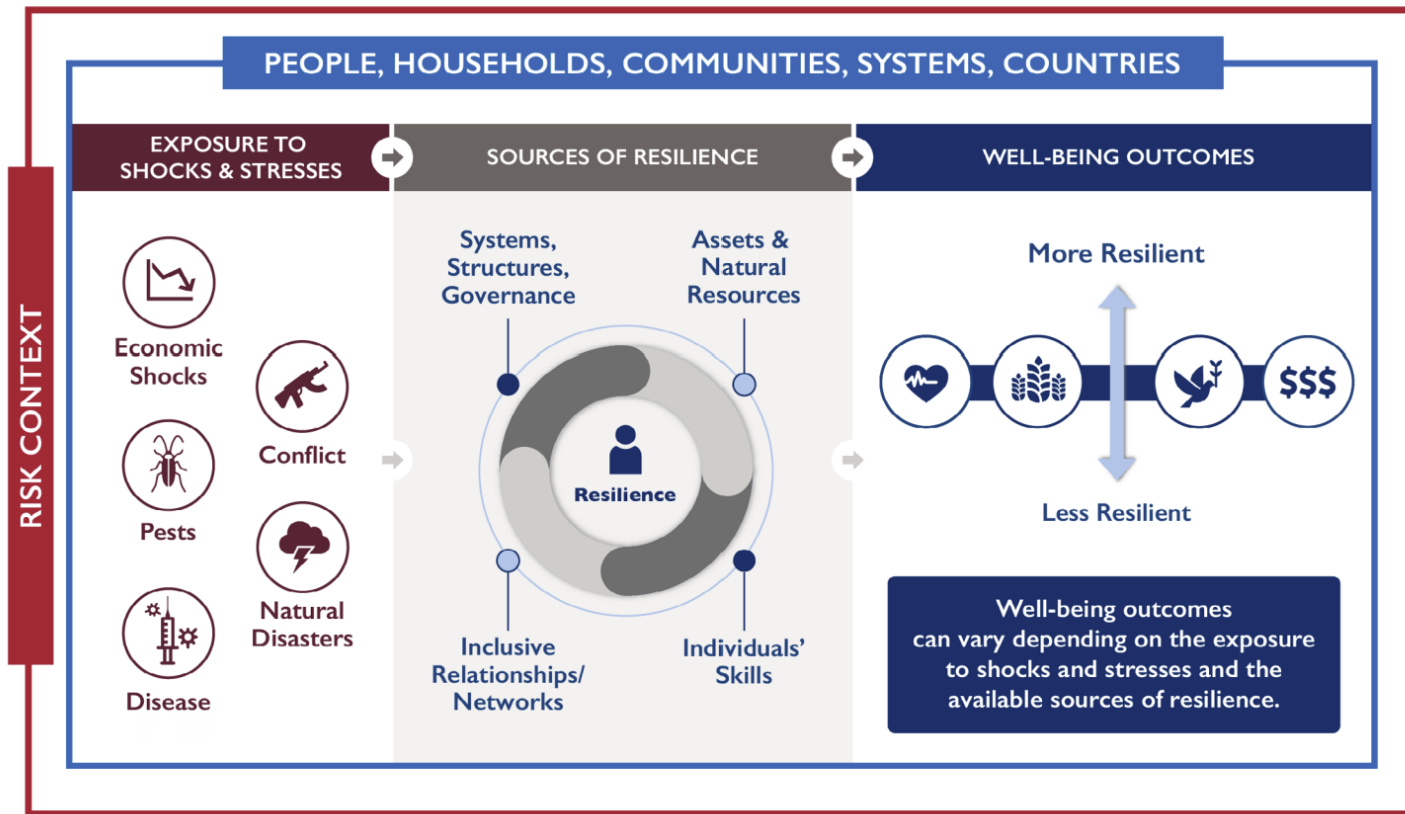 PEOPLE, HOUSEHOLDS, COMMUNITIES, SYSTEMS, COUNTRIES
RISK CONTEXT
EXPOSURE TO
SHOCKS & STRESSES
Economic
Shocks
Conflict
Pests
Natural
Disasters
Disease
SOURCES OF RESILIENCE
Systems,
Structures,
Governance
Assets &
Natural
Resources
Resilience
Inclusive
Relationships/
Networks
Individuals’
Skills
WELL-BEING OUTCOMES
More Resilient
$$$
Less Resilient
Well-being outcomes
can vary depending on the exposure
to shocks and stresses and the
available sources of resilience.